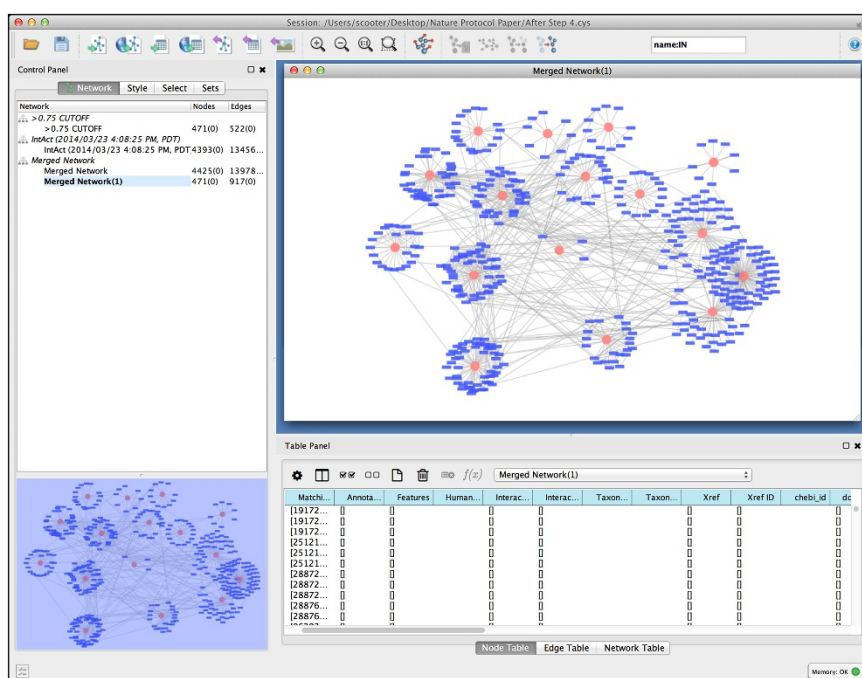 Session: /Users/scooter/Desktop/Nature Protocol Paper/After Step 4.cys
name:IN
Control Panel
Network Style Select Sets
Network Nodes Edges
>0.75 CUTOFF
>0.75 CUTOFF 471(0) 522(0)
IntAct (2014/03/23 4:08:25 PM, PDT)
IntAct (2014/03/23 4:08:25 PM, PDT 4393(0) 13456...
Merged Network
Merged Network 4425(0) 13978...
Merged Network(1) 471(0) 917(0)
Merged Network(1)
Table Panel
f(x) Merged Network(1)
Matchi... Annota... Features Human... Interac... Interac... Taxon... Taxon... Xref Xref ID chebi_id do
[19172... [] [] [] [] [] [] []
[19172... [] [] [] [] [] [] []
[19172... [] [] [] [] [] [] []
[25121... [] [] [] [] [] [] []
[25121... [] [] [] [] [] [] []
[25121... [] [] [] [] [] [] []
[28872... [] [] [] [] [] [] []
[28872... [] [] [] [] [] [] []
[28872... [] [] [] [] [] [] []
[28876... [] [] [] [] [] [] []
[28876... [] [] [] [] [] [] []
Node Table Edge Table Network Table
Memory: OK